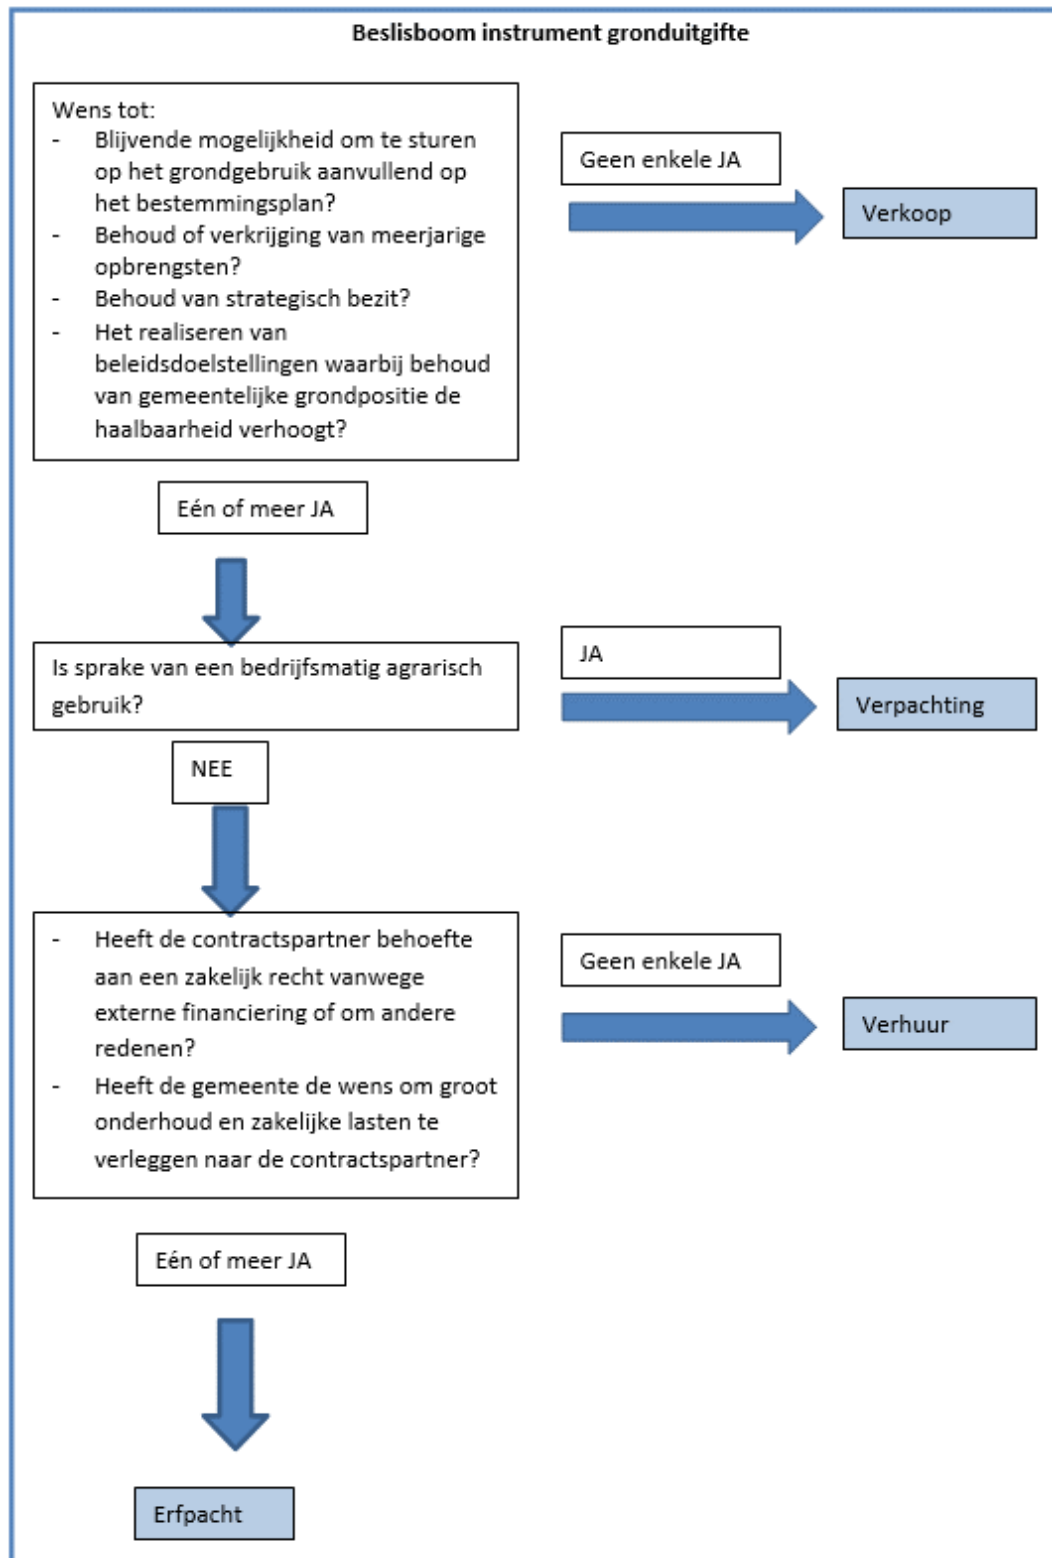 Beslisboom instrument gronduitgifte
Wens tot:
- Blijvende mogelijkheid om te sturen
op het grondgebruik aanvullend op
het bestemmingsplan?
- Behoud of verkrijging van meerjarige
opbrengsten?
- Behoud van strategisch bezit?
- Het realiseren van
beleidsdoelstellingen waarbij behoud
van gemeentelijke grondpositie de
haalbaarheid verhoogt?
Geen enkele JA
Verkoop
Eén of meer JA
Is sprake van een bedrijfsmatig agrarisch
gebruik?
JA
Verpachting
NEE
- Heeft de contractspartner behoefte
aan een zakelijk recht vanwege
externe financiering of om andere
redenen?
- Heeft de gemeente de wens om groot
onderhoud en zakelijke lasten te
verleggen naar de contractspartner?
Geen enkele JA
Verhuur
Eén of meer JA
Erfpacht